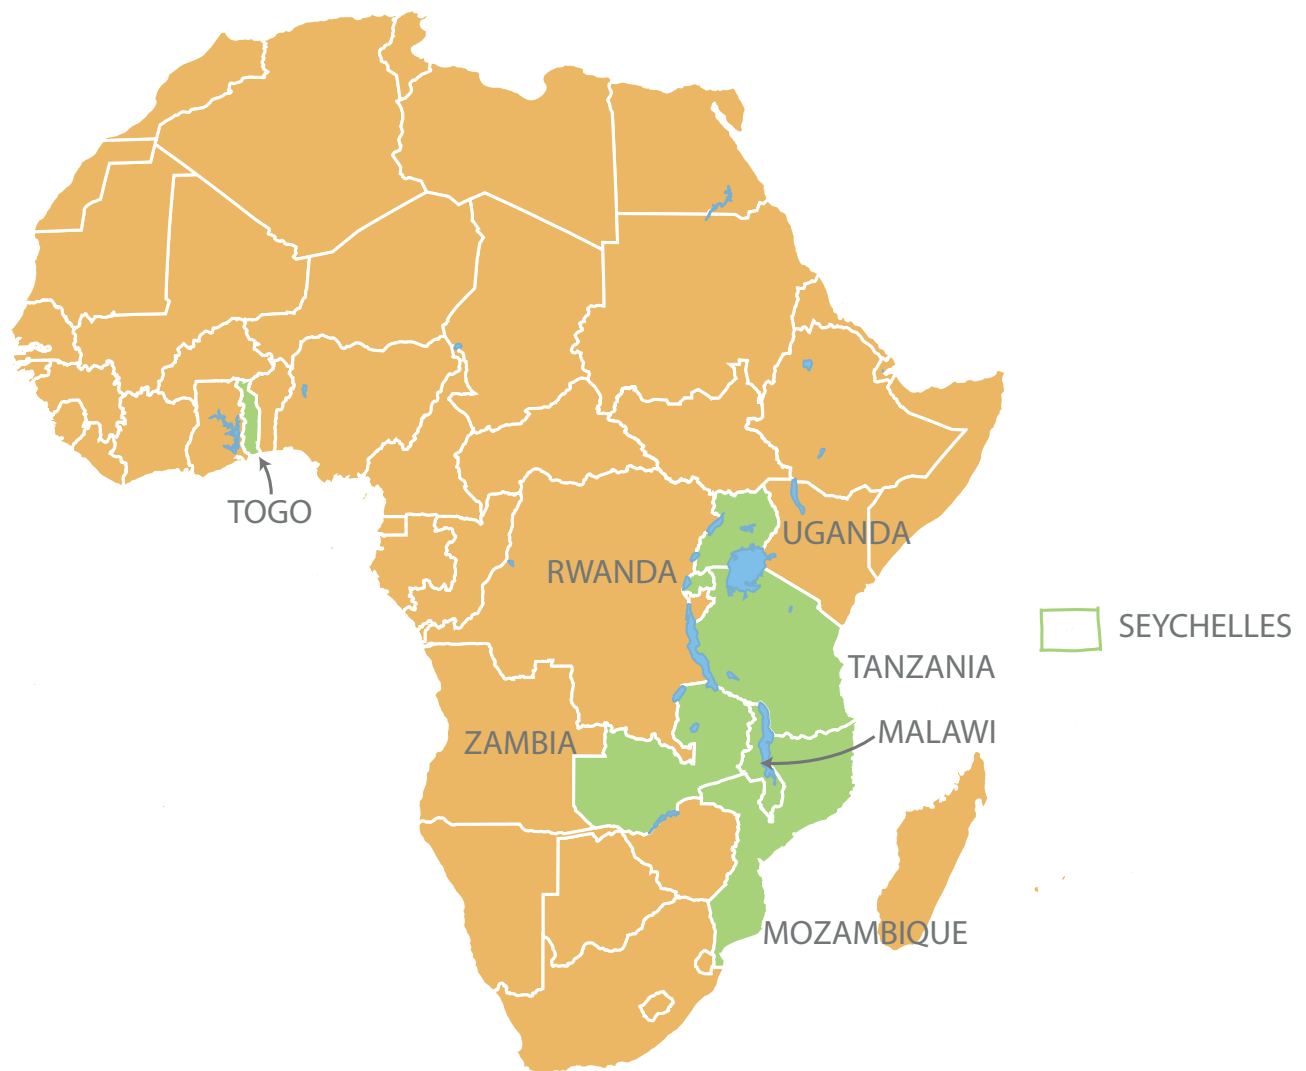 TOGO
UGANDA
RWANDA
SEYCHELLES
TANZANIA
MALAWI
ZAMBIA
MOZAMBIQUE